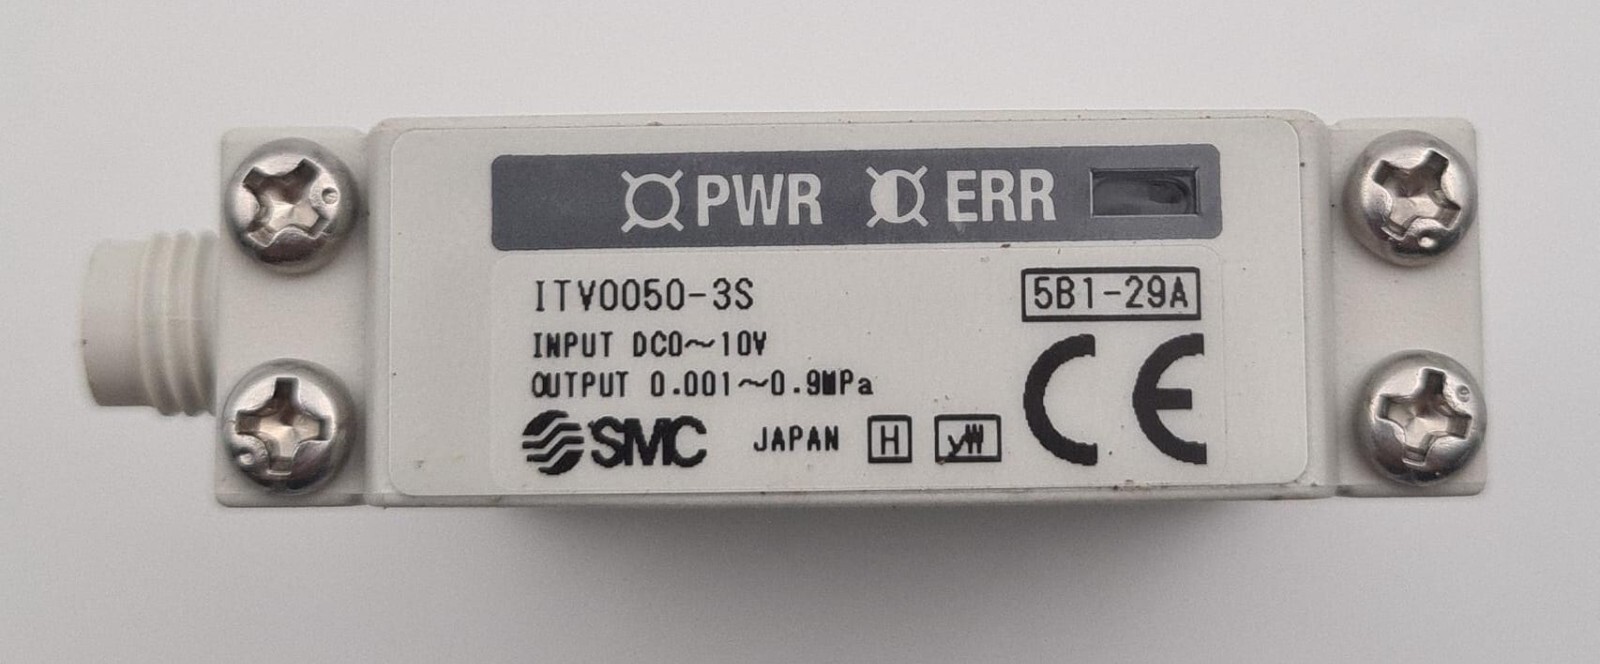 PWR ERR
ITV0050-3S 5B1-29A
INPUT DC0～10V
OUTPUT 0.001～0.9MPa
SMC JAPAN H CE